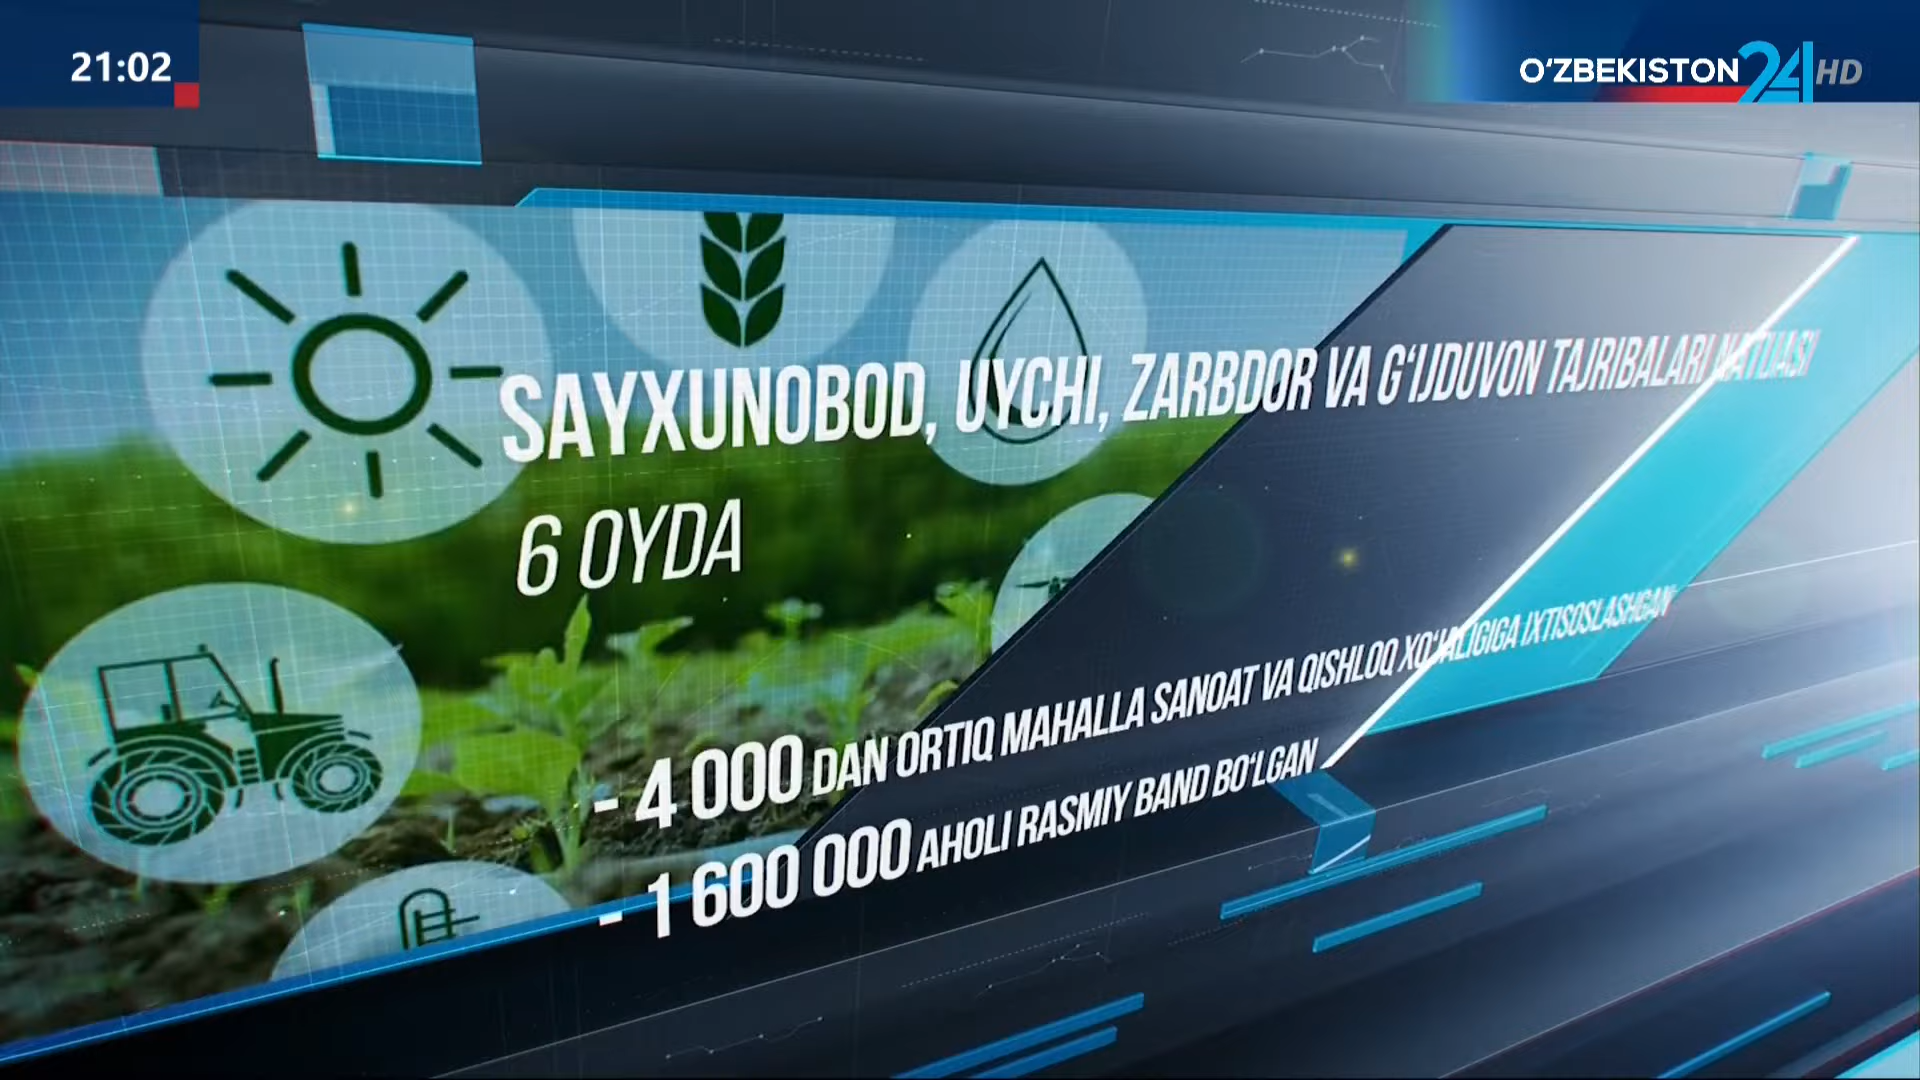 21:02
O‘ZBEKISTON 24 HD
SAYXUNOBOD, UYCHI, ZARBDOR VA G‘IJDUVON TAJRIBALARI NATIJASI
6 OYDA
- 4 000 DAN ORTIQ MAHALLA SANOAT VA QISHLOQ XO‘JALIGIGA IXTISOSLASHGAN
- 1 600 000 AHOLI RASMIY BAND BO‘LGAN